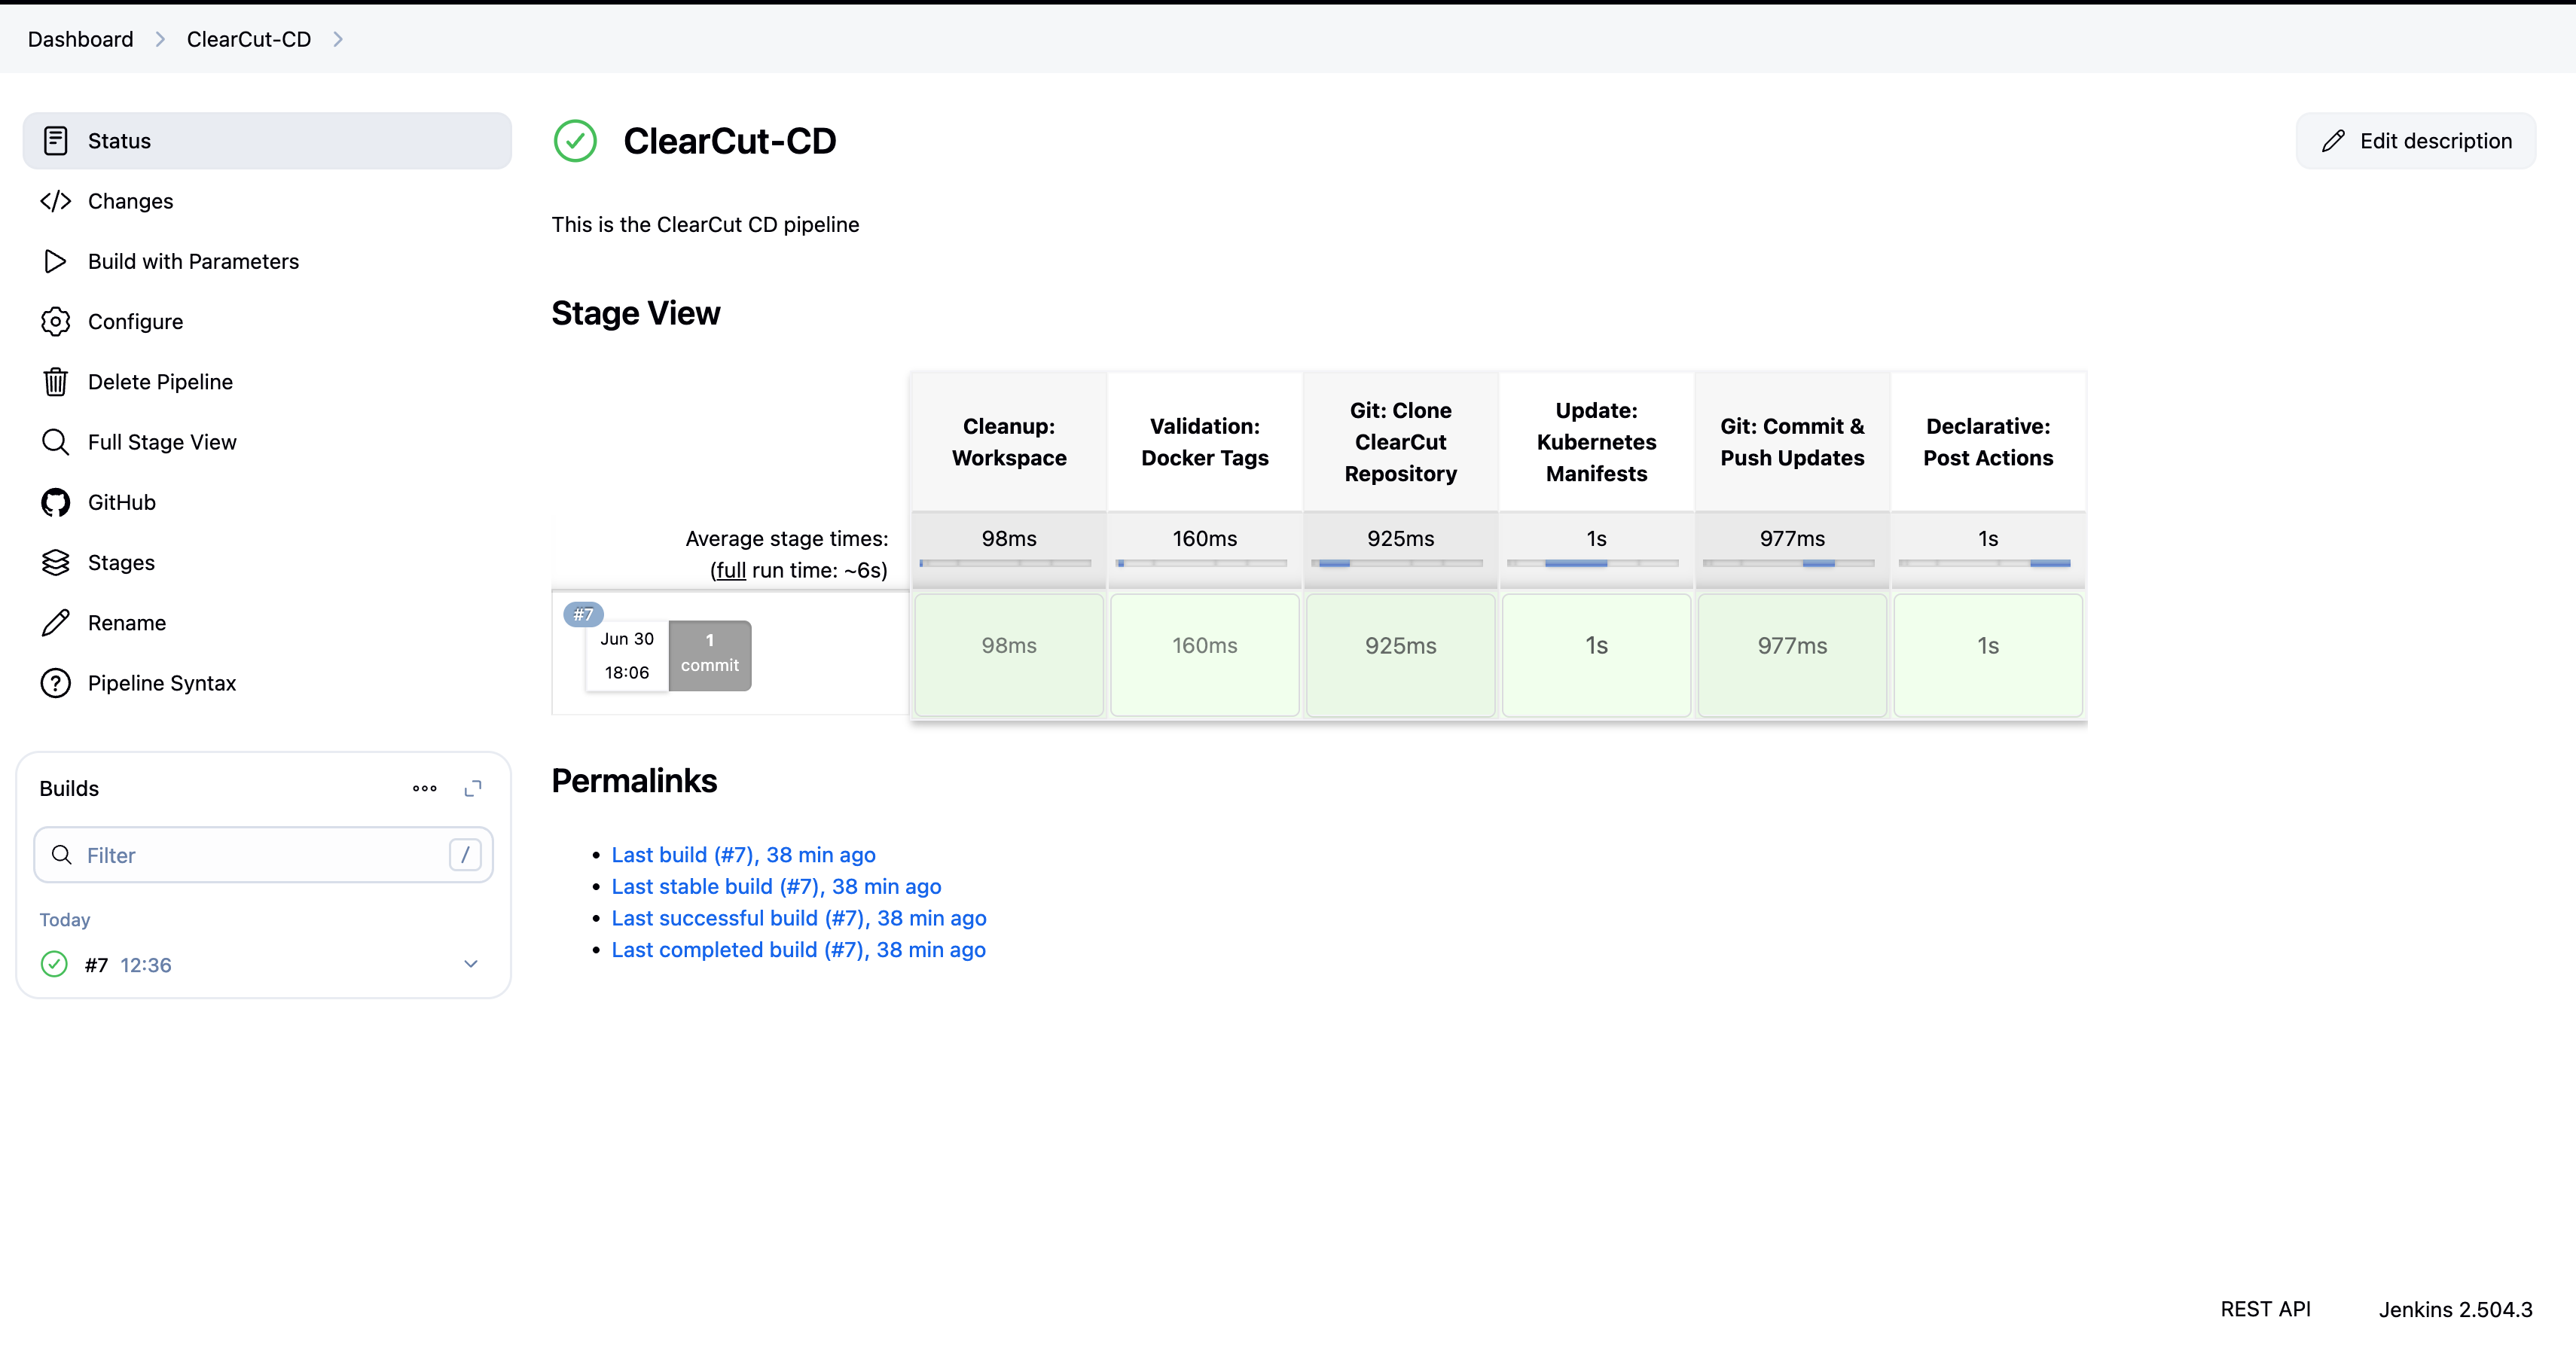 Dashboard
ClearCut-CD
Status
Changes
Build with Parameters
Configure
Delete Pipeline
Full Stage View
GitHub
Stages
Rename
Pipeline Syntax
Builds
Filter
/
Today
#7 12:36
ClearCut-CD
Edit description
This is the ClearCut CD pipeline
Stage View
Cleanup:
Workspace
Validation:
Docker Tags
Git: Clone
ClearCut
Repository
Update:
Kubernetes
Manifests
Git: Commit &
Push Updates
Declarative:
Post Actions
Average stage times:
(full run time: ~6s)
98ms
160ms
925ms
1s
977ms
1s
#7
Jun 30
18:06
1
commit
98ms
160ms
925ms
1s
977ms
1s
Permalinks
Last build (#7), 38 min ago
Last stable build (#7), 38 min ago
Last successful build (#7), 38 min ago
Last completed build (#7), 38 min ago
REST API
Jenkins 2.504.3